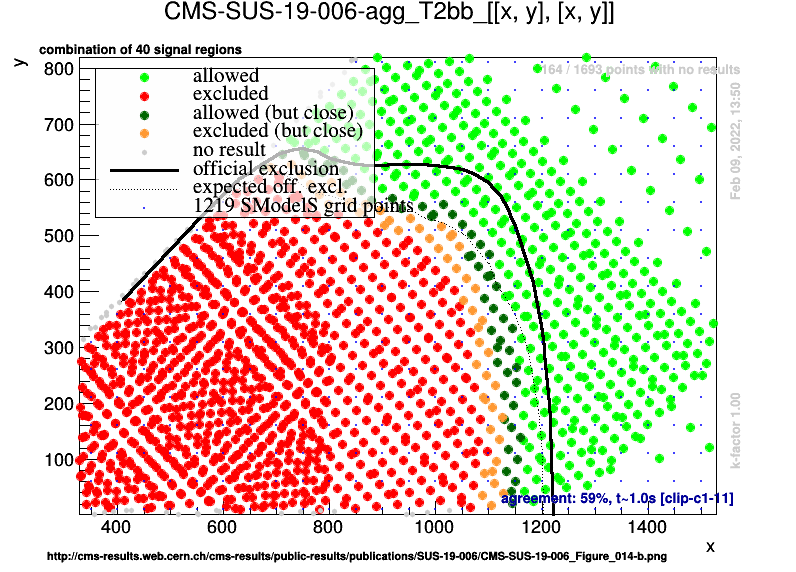 CMS-SUS-19-006-agg_T2bb_[[x, y], [x, y]]
combination of 40 signal regions
164 / 1693 points with no results
y
allowed
excluded
allowed (but close)
excluded (but close)
no result
official exclusion
expected off. excl.
1219 SModelS grid points
800
700
600
500
400
300
200
100
400 600 800 1000 1200 1400
x
Feb 09, 2022, 13:50
k-factor 1.00
agreement: 59%, t~1.0s [clip-c1-11]
http://cms-results.web.cern.ch/cms-results/public-results/publications/SUS-19-006/CMS-SUS-19-006_Figure_014-b.png